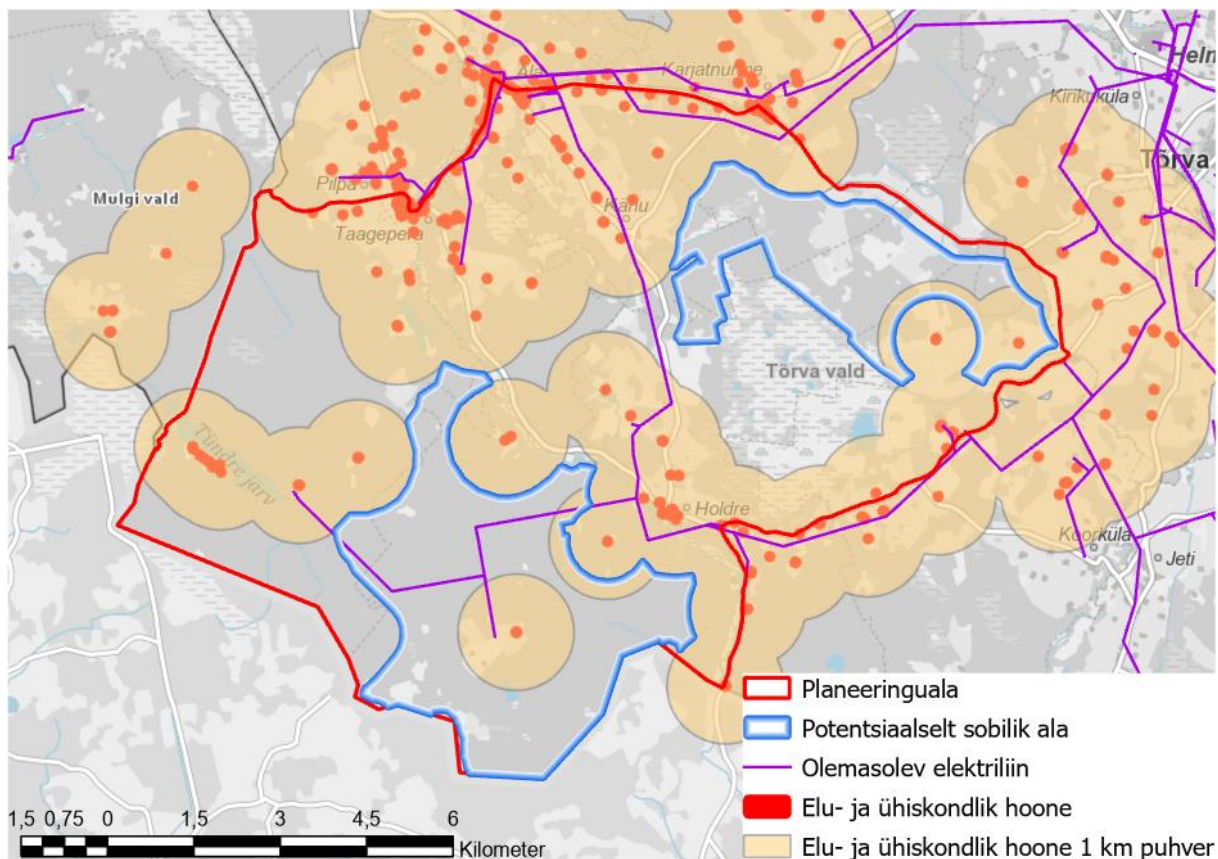 Helm
Ala
Karjatnurme
Kirikuküla
Tõrva
Mulgi vald
Pilpa
Känu
Taagepera
Tõrva vald
Tündre järv
Holdre
Koorküla
Jeti
Planeeringuala
Potentsiaalselt sobilik ala
Olemasolev elektriliin
Elu- ja ühiskondlik hoone
Elu- ja ühiskondlik hoone 1 km puhver
1,5 0,75 0 1,5 3 4,5 6
Kilometer